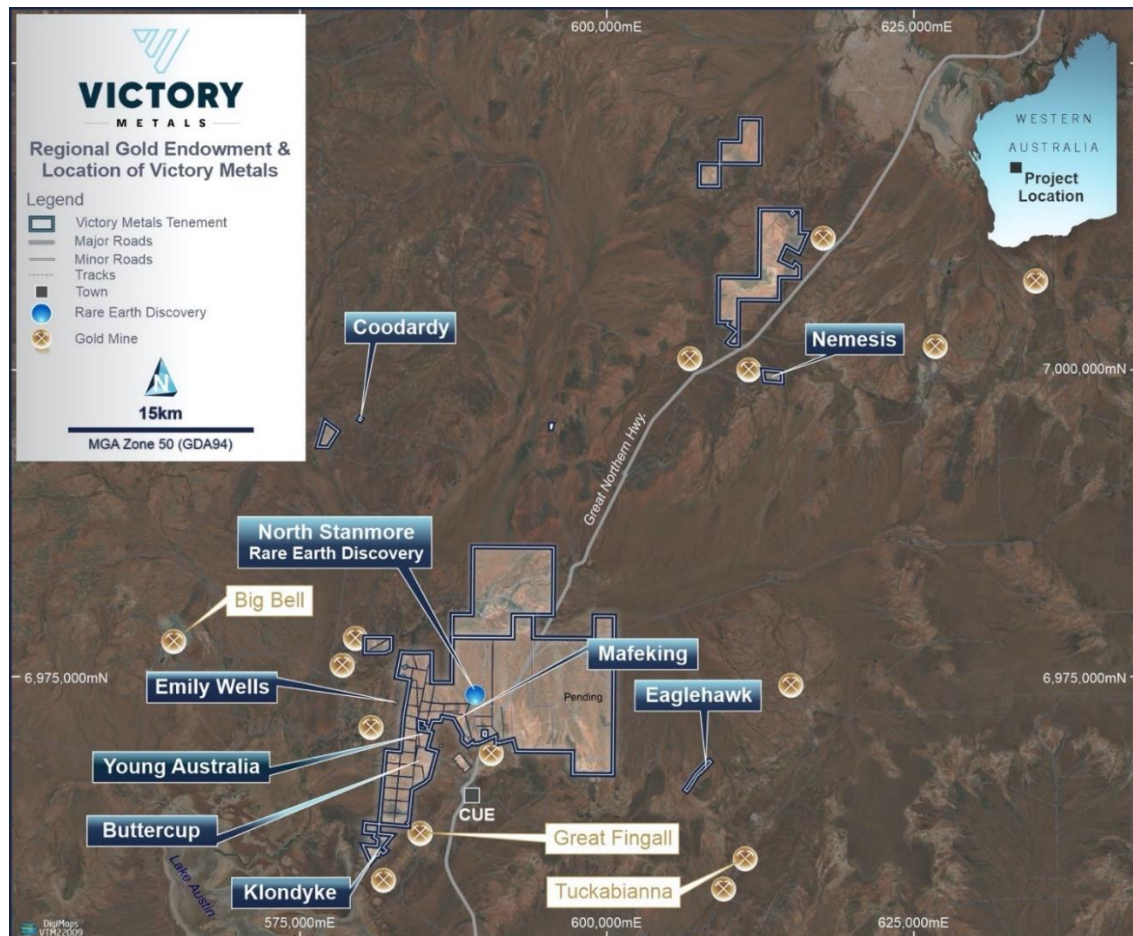 VICTORY
METALS
Regional Gold Endowment &
Location of Victory Metals
Legend
Victory Metals Tenement
Major Roads
Minor Roads
Tracks
Town
Rare Earth Discovery
Gold Mine
N
15km
MGA Zone 50 (GDA94)
600,000mE
625,000mE
WESTERN
AUSTRALIA
Project
Location
Coodardy
Nemesis
7,000,000mN
Great Northern Hwy.
North Stanmore
Rare Earth Discovery
Big Bell
Mafeking
6,975,000mN
6,975,000mN
Emily Wells
Pending
Eaglehawk
Young Australia
CUE
Buttercup
Great Fingall
Lake Austin
Klondyke
Tuckabianna
DigiMaps
VTM22009
575,000mE
600,000mE
625,000mE